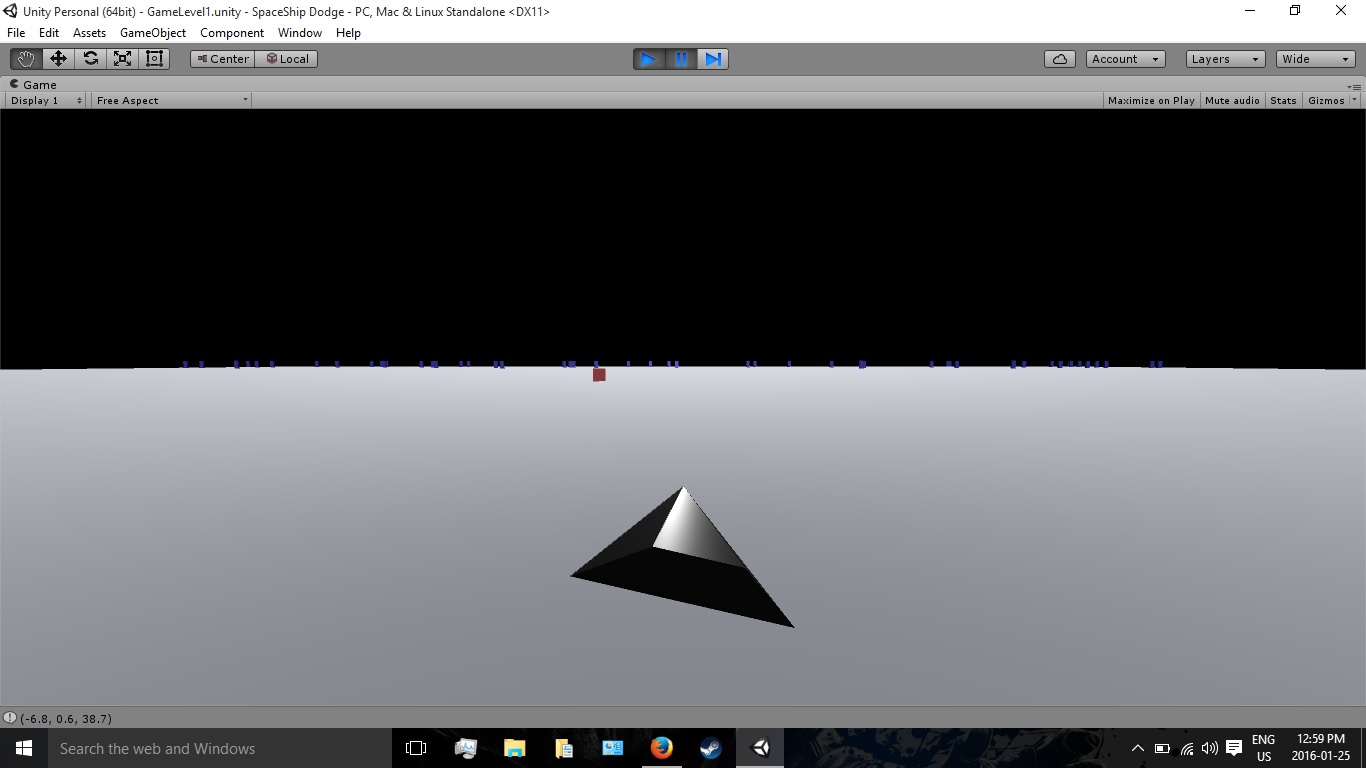 Unity Personal (64bit) - GameLevel1.unity - SpaceShip Dodge - PC, Mac & Linux Standalone <DX11>
File Edit Assets GameObject Component Window Help
Center Local Account Layers Wide
Game
Display 1 Free Aspect Maximize on Play Mute audio Stats Gizmos
(-6.8, 0.6, 38.7)
Search the web and Windows
ENG
US
12:59 PM
2016-01-25